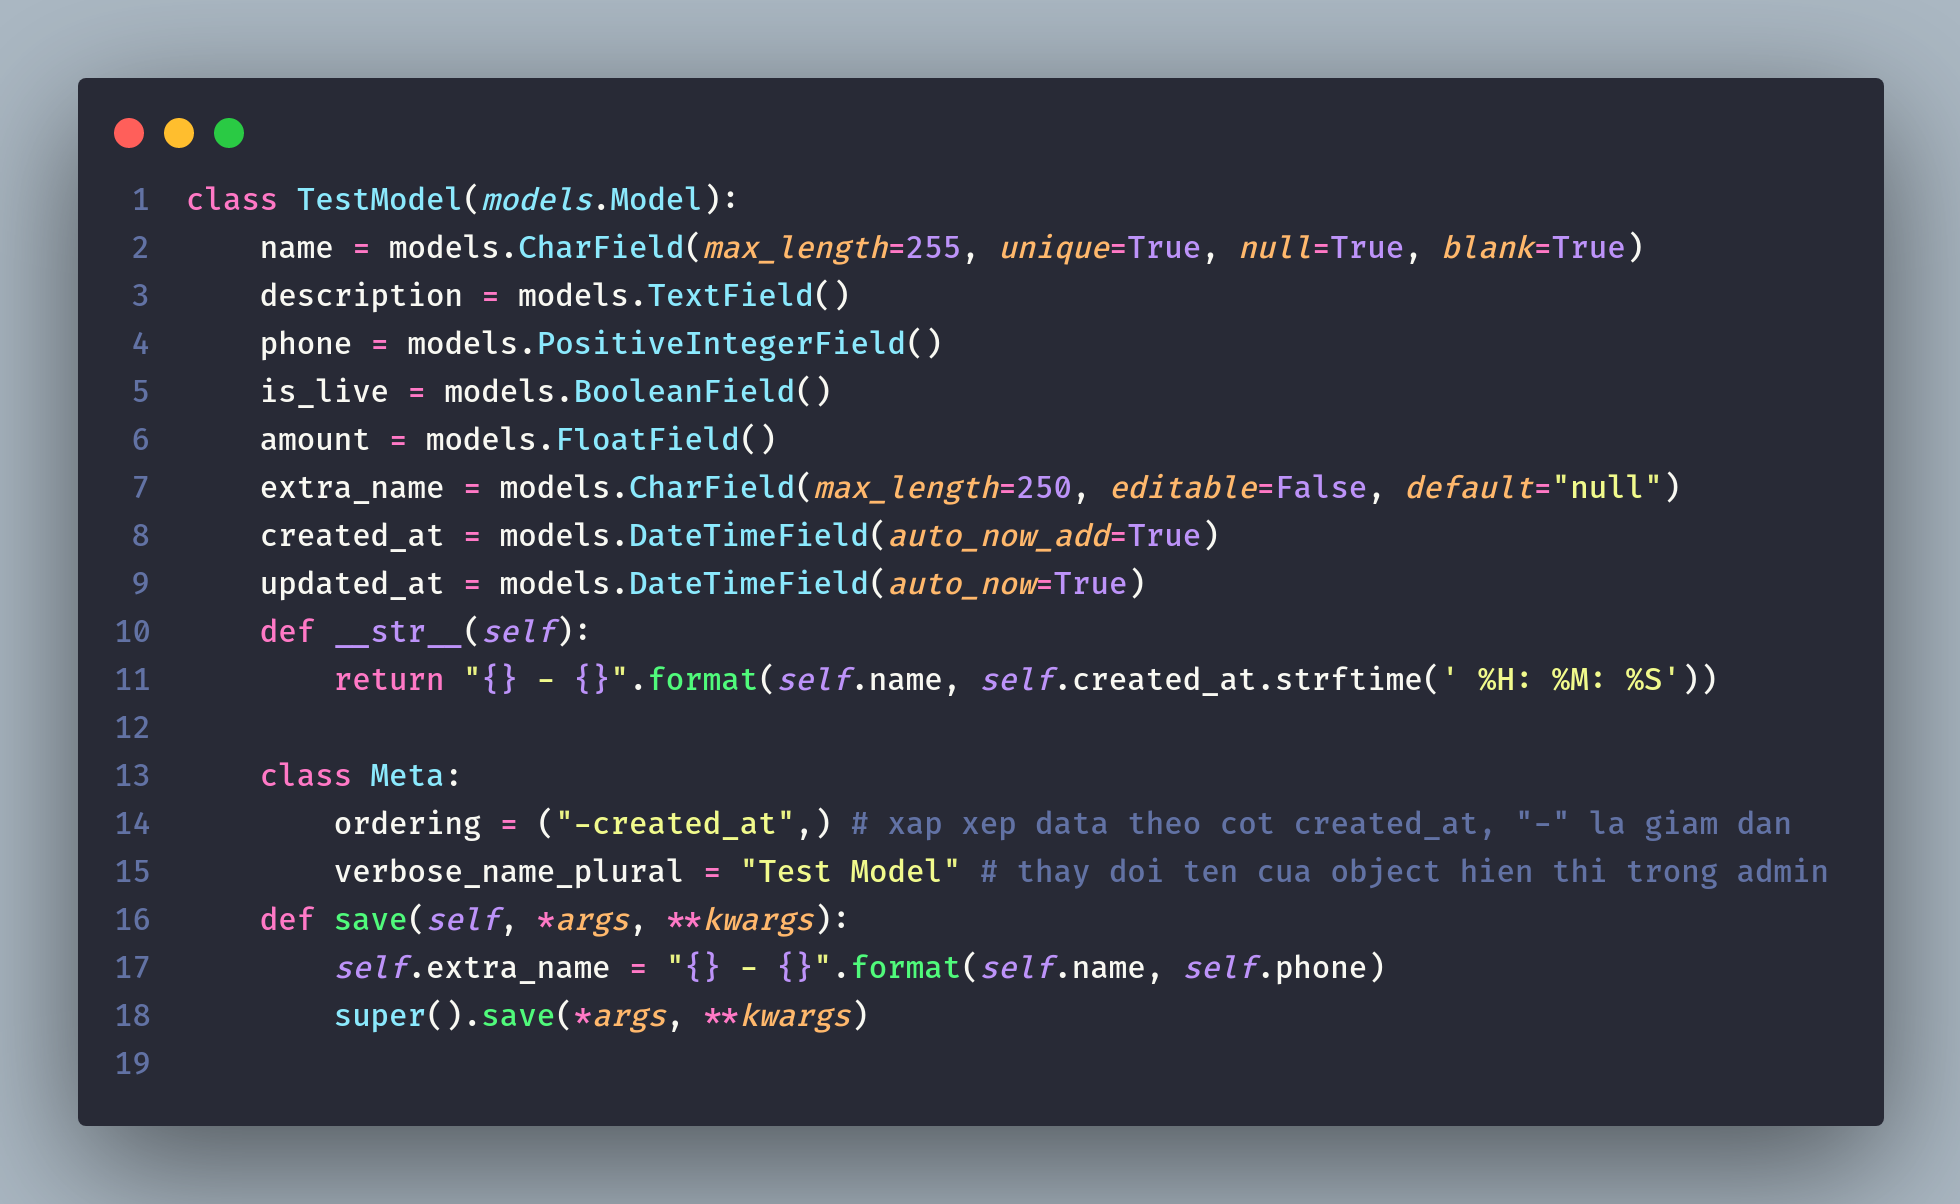 1 class TestModel(models.Model):
2     name = models.CharField(max_length=255, unique=True, null=True, blank=True)
3     description = models.TextField()
4     phone = models.PositiveIntegerField()
5     is_live = models.BooleanField()
6     amount = models.FloatField()
7     extra_name = models.CharField(max_length=250, editable=False, default="null")
8     created_at = models.DateTimeField(auto_now_add=True)
9     updated_at = models.DateTimeField(auto_now=True)
10     def __str__(self):
11         return "{} - {}".format(self.name, self.created_at.strftime(' %H: %M: %S'))
12
13     class Meta:
14         ordering = ("-created_at",) # xap xep data theo cot created_at, "-" la giam dan
15         verbose_name_plural = "Test Model" # thay doi ten cua object hien thi trong admin
16     def save(self, *args, **kwargs):
17         self.extra_name = "{} - {}".format(self.name, self.phone)
18         super().save(*args, **kwargs)
19